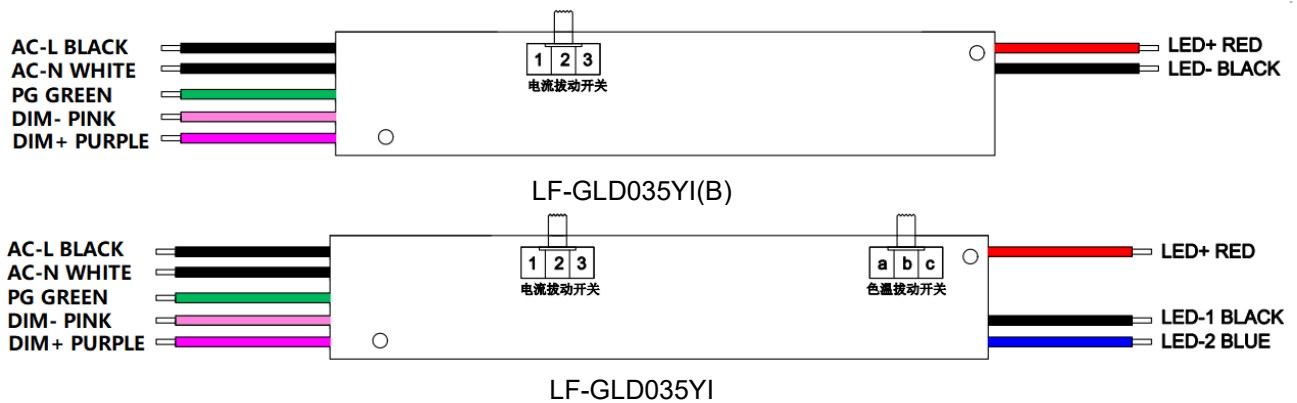 AC-L BLACK
AC-N WHITE
PG GREEN
DIM- PINK
DIM+ PURPLE
1 2 3
电流拔动开关
LED+ RED
LED- BLACK
LF-GLD035YI(B)
AC-L BLACK
AC-N WHITE
PG GREEN
DIM- PINK
DIM+ PURPLE
1 2 3
电流拔动开关
a b c
色温拔动开关
LED+ RED
LED-1 BLACK
LED-2 BLUE
LF-GLD035YI